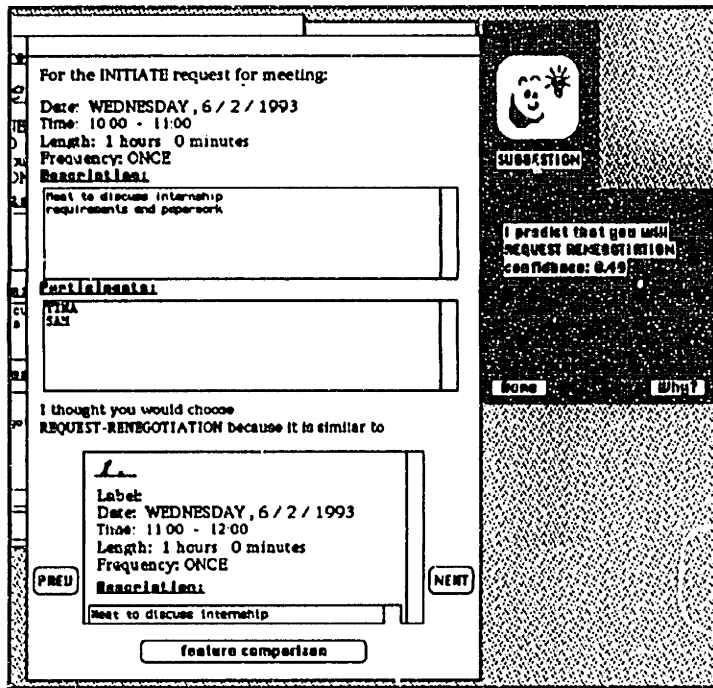 For the INITIATE request for meeting:
Date: WEDNESDAY, 6 / 2 / 1993
Time: 10:00 - 11:00
Length: 1 hours 0 minutes
Frequency: ONCE
Description:
Meet to discuss internship
requirements and paperwork
Participants:
TINA
SAM
I thought you would choose
REQUEST-RENEGOTIATION because it is similar to
1.
Label:
Date: WEDNESDAY, 6 / 2 / 1993
Time: 11:00 - 12:00
Length: 1 hours 0 minutes
Frequency: ONCE
Description:
Meet to discuss internship
PREV
NEXT
feature comparison
SUGGESTION
I predict that you will
REQUEST RENEGOTIATION
confidence: 0.49
Done
Why?